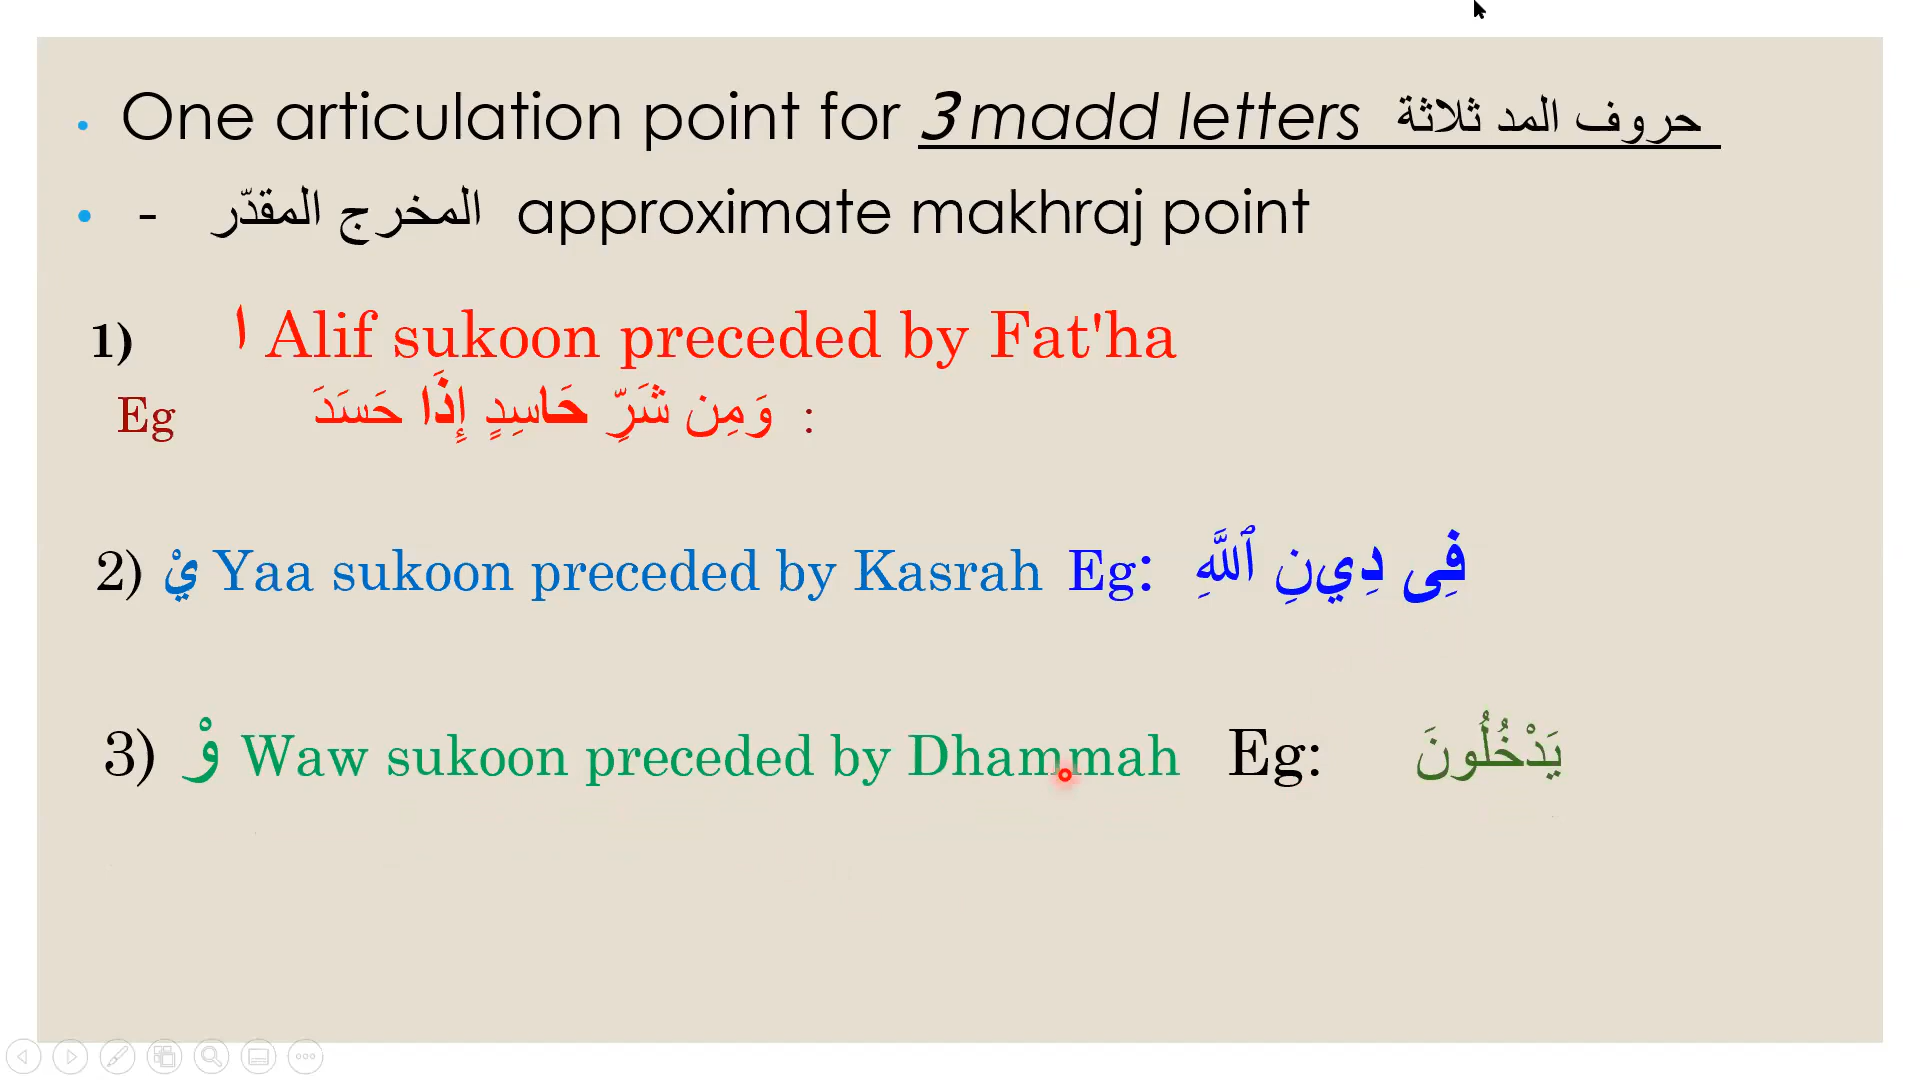 • One articulation point for 3 madd letters حروف المد ثلاثة
• - المخرج المقدّر approximate makhraj point
1) ا Alif sukoon preceded by Fat'ha
Eg : وَمِن شَرِّ حَاسِدٍ إِذَا حَسَدَ
2) يْ Yaa sukoon preceded by Kasrah Eg: فِى دِينِ ٱللَّهِ
3) وْ Waw sukoon preceded by Dhammah Eg: يَدْخُلُونَ